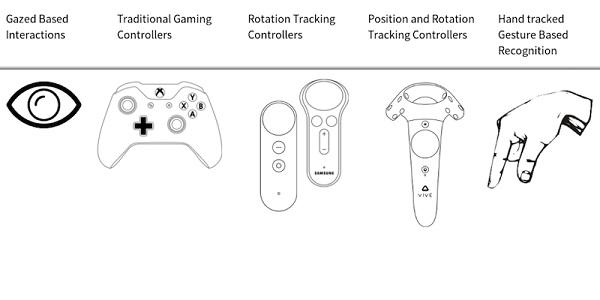 Gazed Based
Interactions
Traditional Gaming
Controllers
Rotation Tracking
Controllers
Position and Rotation
Tracking Controllers
Hand tracked
Gesture Based
Recognition
Y
X
B
A
SAMSUNG
VIVE